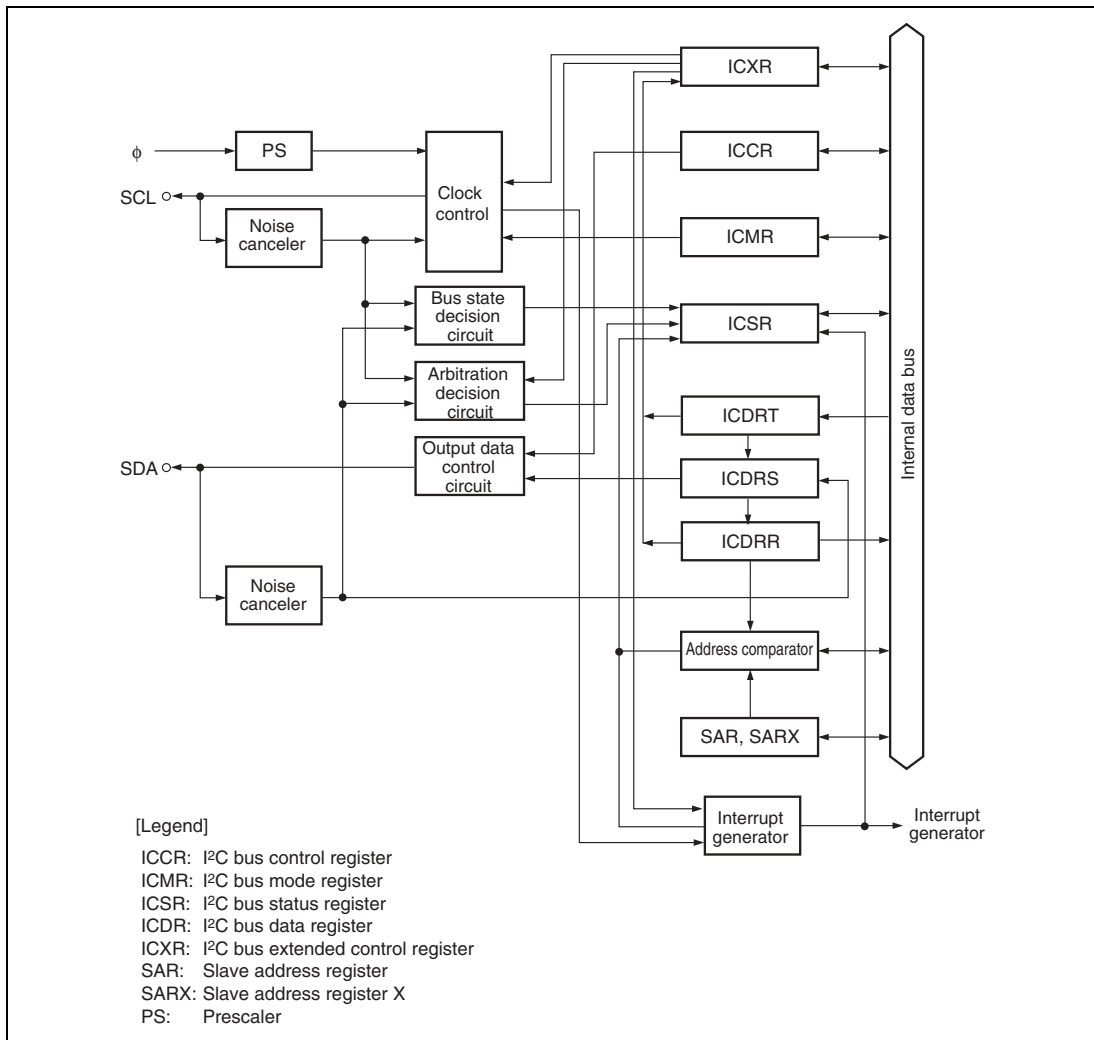 ICXR
ICCR
φ
PS
SCL
Clock
control
Noise
canceler
ICMR
Bus state
decision
circuit
ICSR
Arbitration
decision
circuit
Internal data bus
ICDRT
SDA
Output data
control
circuit
ICDRS
ICDRR
Noise
canceler
Address comparator
SAR, SARX
Interrupt
generator
Interrupt
generator
[Legend]
ICCR: I²C bus control register
ICMR: I²C bus mode register
ICSR: I²C bus status register
ICDR: I²C bus data register
ICXR: I²C bus extended control register
SAR: Slave address register
SARX: Slave address register X
PS: Prescaler